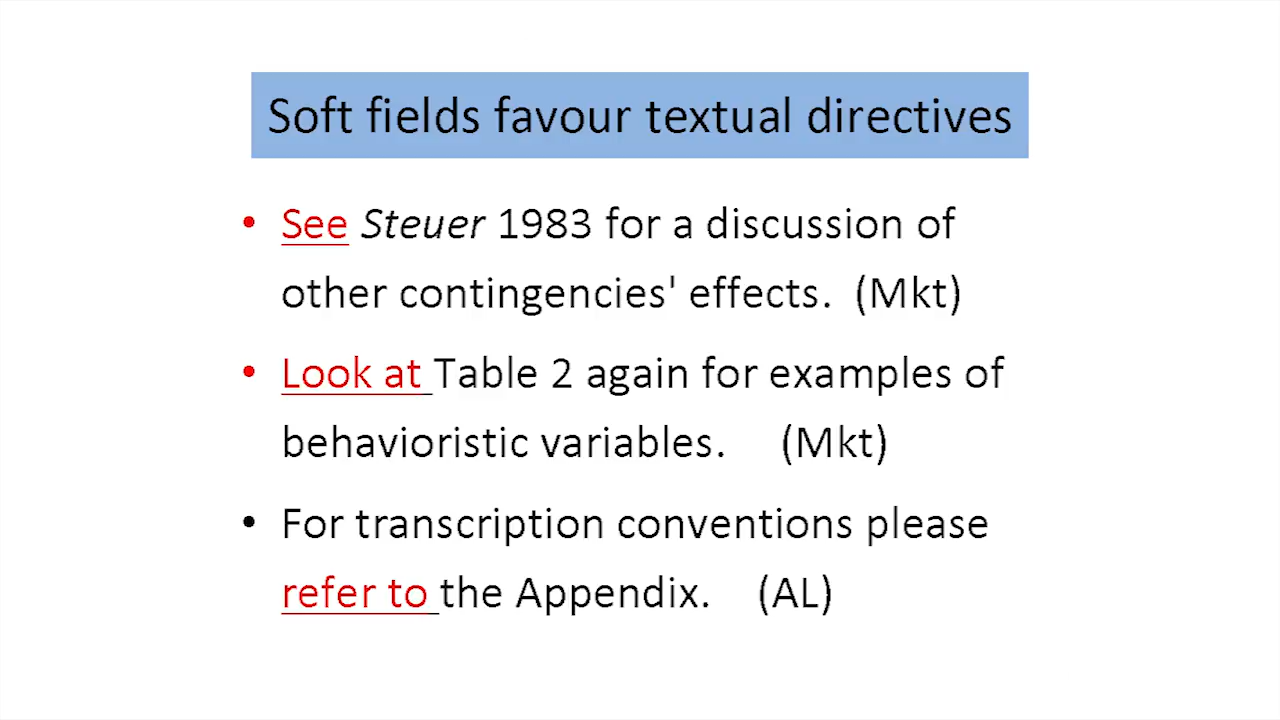 Soft fields favour textual directives
• See Steuer 1983 for a discussion of
other contingencies' effects. (Mkt)
• Look at Table 2 again for examples of
behavioristic variables. (Mkt)
• For transcription conventions please
refer to the Appendix. (AL)